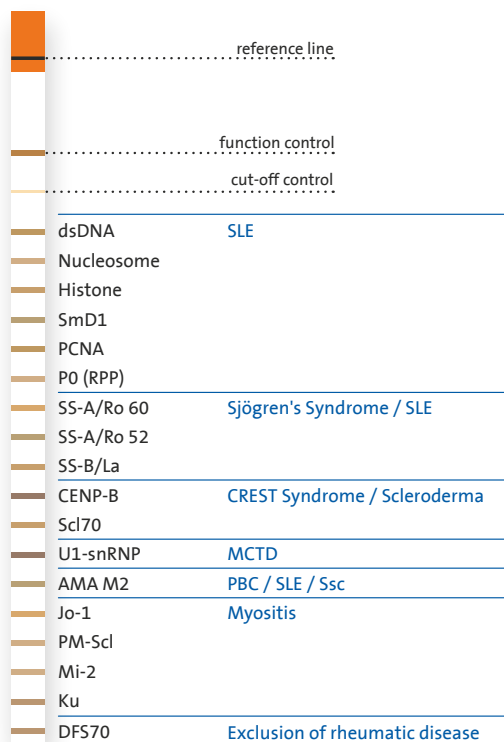 reference line
function control
cut-off control
dsDNA SLE
Nucleosome
Histone
SmD1
PCNA
P0 (RPP)
SS-A/Ro 60 Sjögren's Syndrome / SLE
SS-A/Ro 52
SS-B/La
CENP-B CREST Syndrome / Scleroderma
Scl70
U1-snRNP MCTD
AMA M2 PBC / SLE / Ssc
Jo-1 Myositis
PM-Scl
Mi-2
Ku
DFS70 Exclusion of rheumatic disease